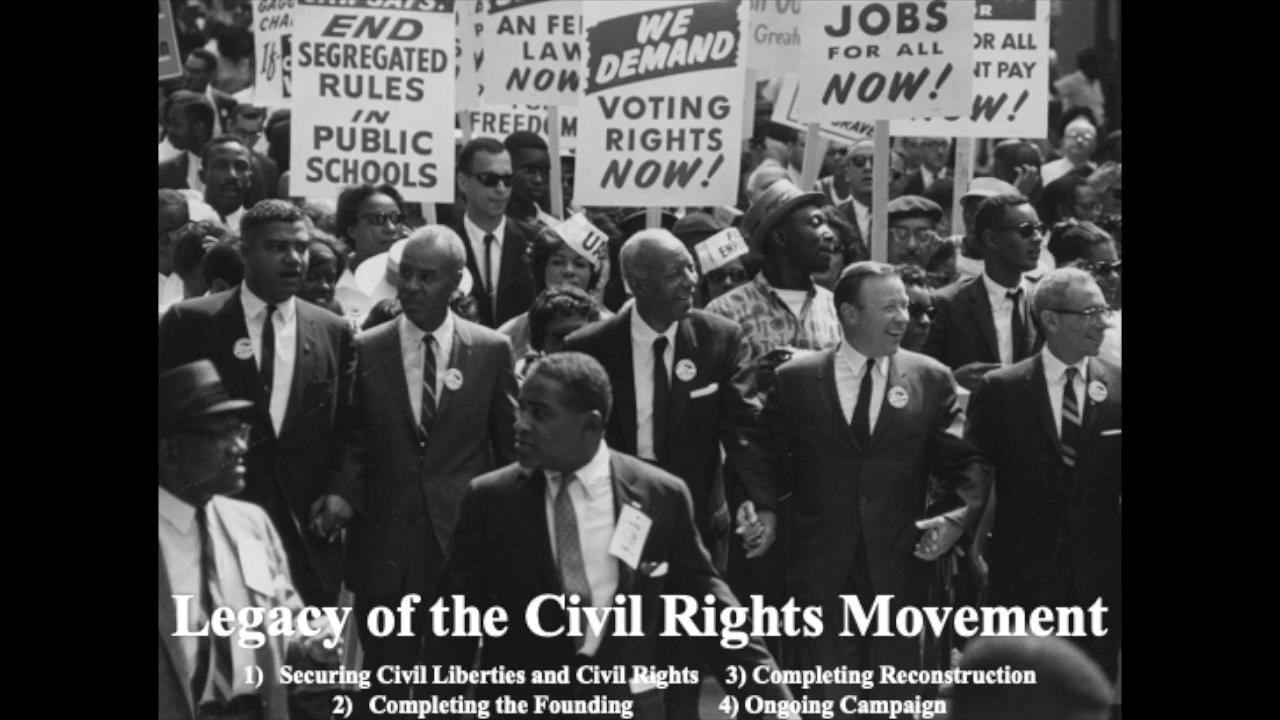 END
SEGREGATED
RULES
IN
PUBLIC
SCHOOLS
AN
LAW
NOW
WE
DEMAND
VOTING
RIGHTS
NOW!
JOBS
FOR ALL
NOW!
OR ALL
NT PAY
OW!
Legacy of the Civil Rights Movement
1) Securing Civil Liberties and Civil Rights 3) Completing Reconstruction
2) Completing the Founding 4) Ongoing Campaign